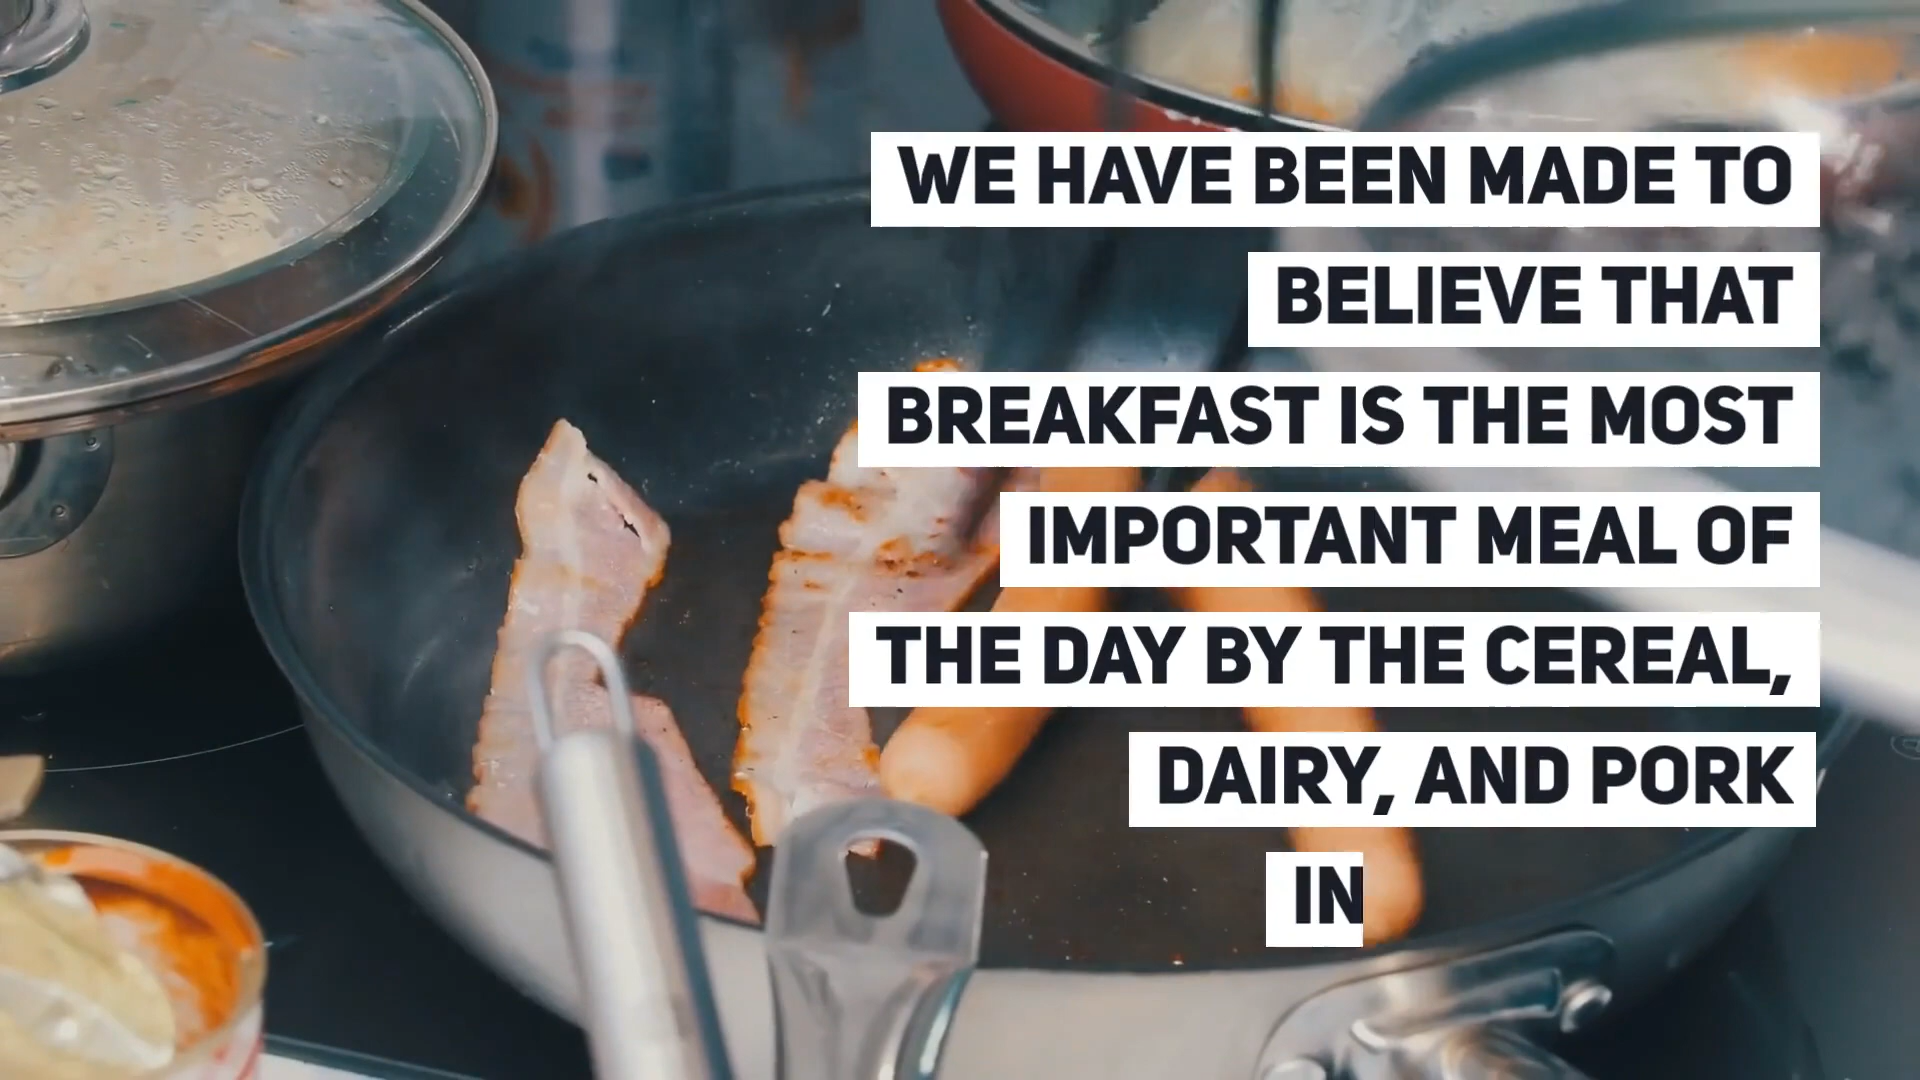 WE HAVE BEEN MADE TO
BELIEVE THAT
BREAKFAST IS THE MOST
IMPORTANT MEAL OF
THE DAY BY THE CEREAL,
DAIRY, AND PORK
IN